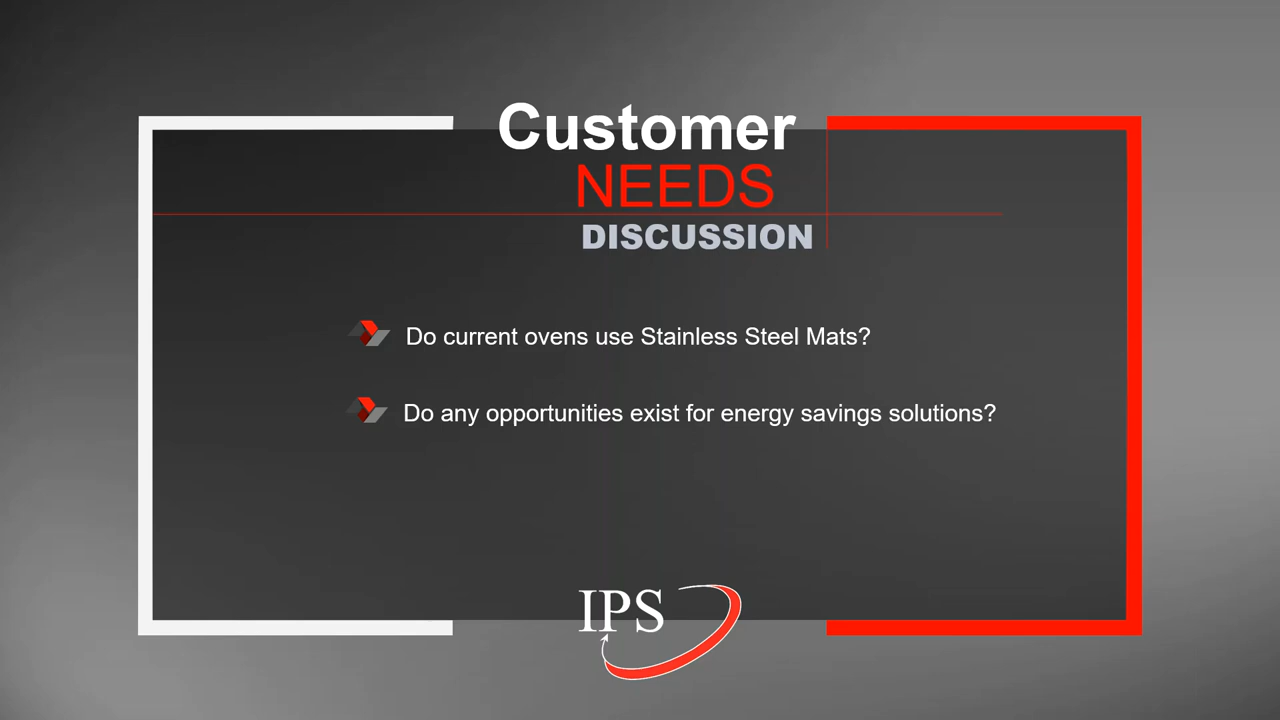 Customer
NEEDS
DISCUSSION
Do current ovens use Stainless Steel Mats?
Do any opportunities exist for energy savings solutions?
IPS